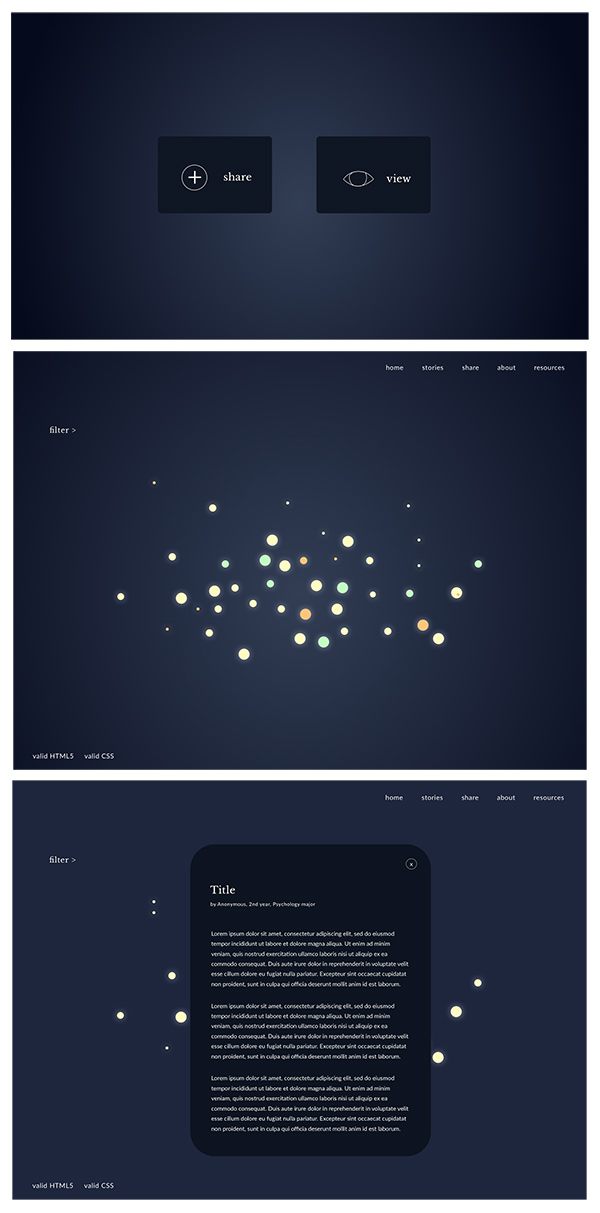 share
view
home stories share about resources
filter >
valid HTML5 valid CSS
home stories share about resources
filter >
x
Title
by Anonymous, 2nd year, Psychology major
Lorem ipsum dolor sit amet, consectetur adipiscing elit, sed do eiusmod
tempor incididunt ut labore et dolore magna aliqua. Ut enim ad minim
veniam, quis nostrud exercitation ullamco laboris nisi ut aliquip ex ea
commodo consequat. Duis aute irure dolor in reprehenderit in voluptate velit
esse cillum dolore eu fugiat nulla pariatur. Excepteur sint occaecat cupidatat
non proident, sunt in culpa qui officia deserunt mollit anim id est laborum.
Lorem ipsum dolor sit amet, consectetur adipiscing elit, sed do eiusmod
tempor incididunt ut labore et dolore magna aliqua. Ut enim ad minim
veniam, quis nostrud exercitation ullamco laboris nisi ut aliquip ex ea
commodo consequat. Duis aute irure dolor in reprehenderit in voluptate velit
esse cillum dolore eu fugiat nulla pariatur. Excepteur sint occaecat cupidatat
non proident, sunt in culpa qui officia deserunt mollit anim id est laborum.
Lorem ipsum dolor sit amet, consectetur adipiscing elit, sed do eiusmod
tempor incididunt ut labore et dolore magna aliqua. Ut enim ad minim
veniam, quis nostrud exercitation ullamco laboris nisi ut aliquip ex ea
commodo consequat. Duis aute irure dolor in reprehenderit in voluptate velit
esse cillum dolore eu fugiat nulla pariatur. Excepteur sint occaecat cupidatat
non proident, sunt in culpa qui officia deserunt mollit anim id est laborum.
valid HTML5 valid CSS